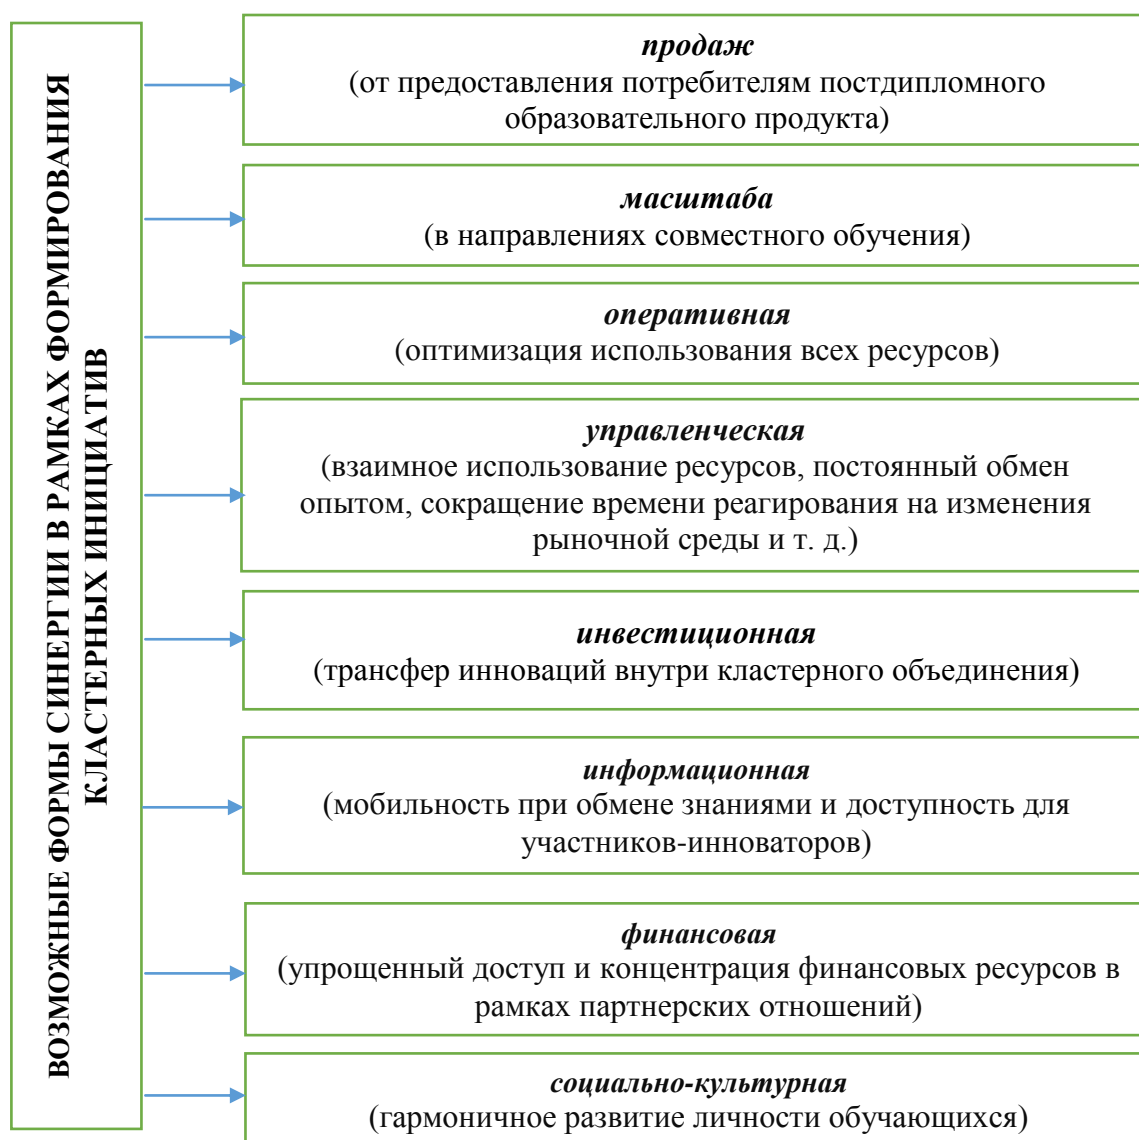 ВОЗМОЖНЫЕ ФОРМЫ СИНЕРГИИ В РАМКАХ ФОРМИРОВАНИЯ
КЛАСТЕРНЫХ ИНИЦИАТИВ
продаж
(от предоставления потребителям постдипломного
образовательного продукта)
масштаба
(в направлениях совместного обучения)
оперативная
(оптимизация использования всех ресурсов)
управленческая
(взаимное использование ресурсов, постоянный обмен
опытом, сокращение времени реагирования на изменения
рыночной среды и т. д.)
инвестиционная
(трансфер инноваций внутри кластерного объединения)
информационная
(мобильность при обмене знаниями и доступность для
участников-инноваторов)
финансовая
(упрощенный доступ и концентрация финансовых ресурсов в
рамках партнерских отношений)
социально-культурная
(гармоничное развитие личности обучающихся)